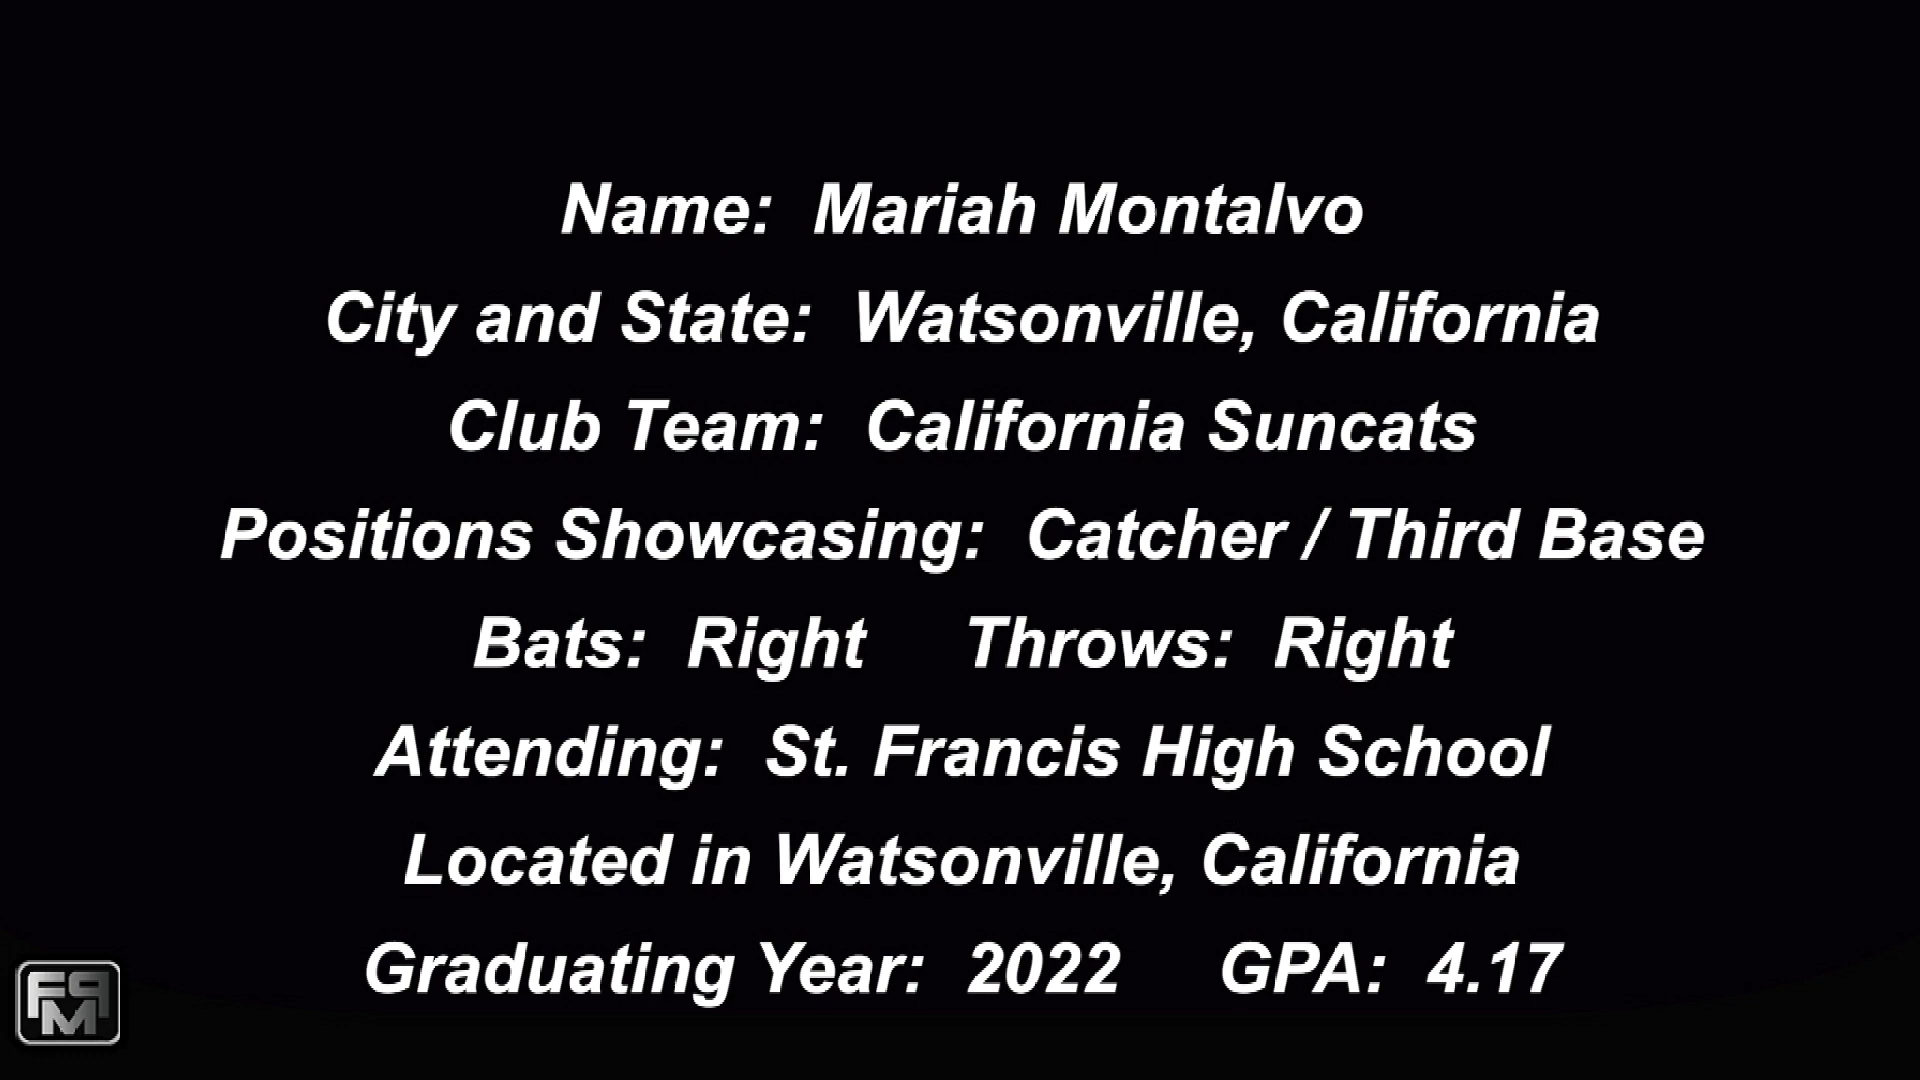 Name:  Mariah Montalvo
City and State:  Watsonville, California
Club Team:  California Suncats
Positions Showcasing:  Catcher / Third Base
Bats:  Right     Throws:  Right
Attending:  St. Francis High School
Located in Watsonville, California
Graduating Year:  2022     GPA:  4.17
FPM